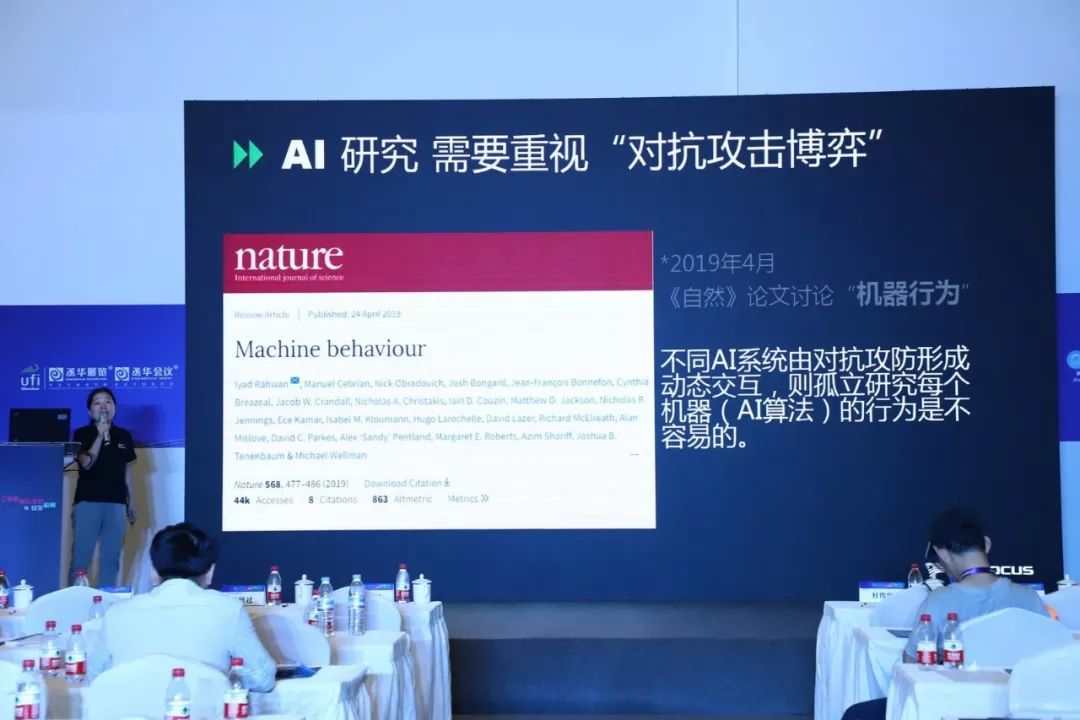 AI 研究 需要重视 “对抗攻击博弈”
nature
International journal of science
Review Article | Published: 24 April 2019
Machine behaviour
Iyad Rahwan, Manuel Cebrian, Nick Obradovich, Josh Bongard, Jean-François Bonnefon, Cynthia
Breazeal, Jacob W. Crandall, Nicholas A. Christakis, Iain D. Couzin, Matthew O. Jackson, Nicholas R.
Jennings, Ece Kamar, Isabel M. Kloumann, Hugo Larochelle, David Lazer, Richard McElreath, Alan
Mislove, David C. Parkes, Alex ‘Sandy’ Pentland, Margaret E. Roberts, Azim Shariff, Joshua B.
Tenenbaum & Michael Wellman
Nature 568, 477–486 (2019) Download Citation
44k Accesses 8 Citations 863 Altmetric Metrics
*2019年4月
《自然》论文讨论“机器行为”
不同AI系统由对抗攻防形成
动态交互，则孤立研究每个
机器（AI算法）的行为是不
容易的。
ufi 丞华展览 丞华会议
OCUS